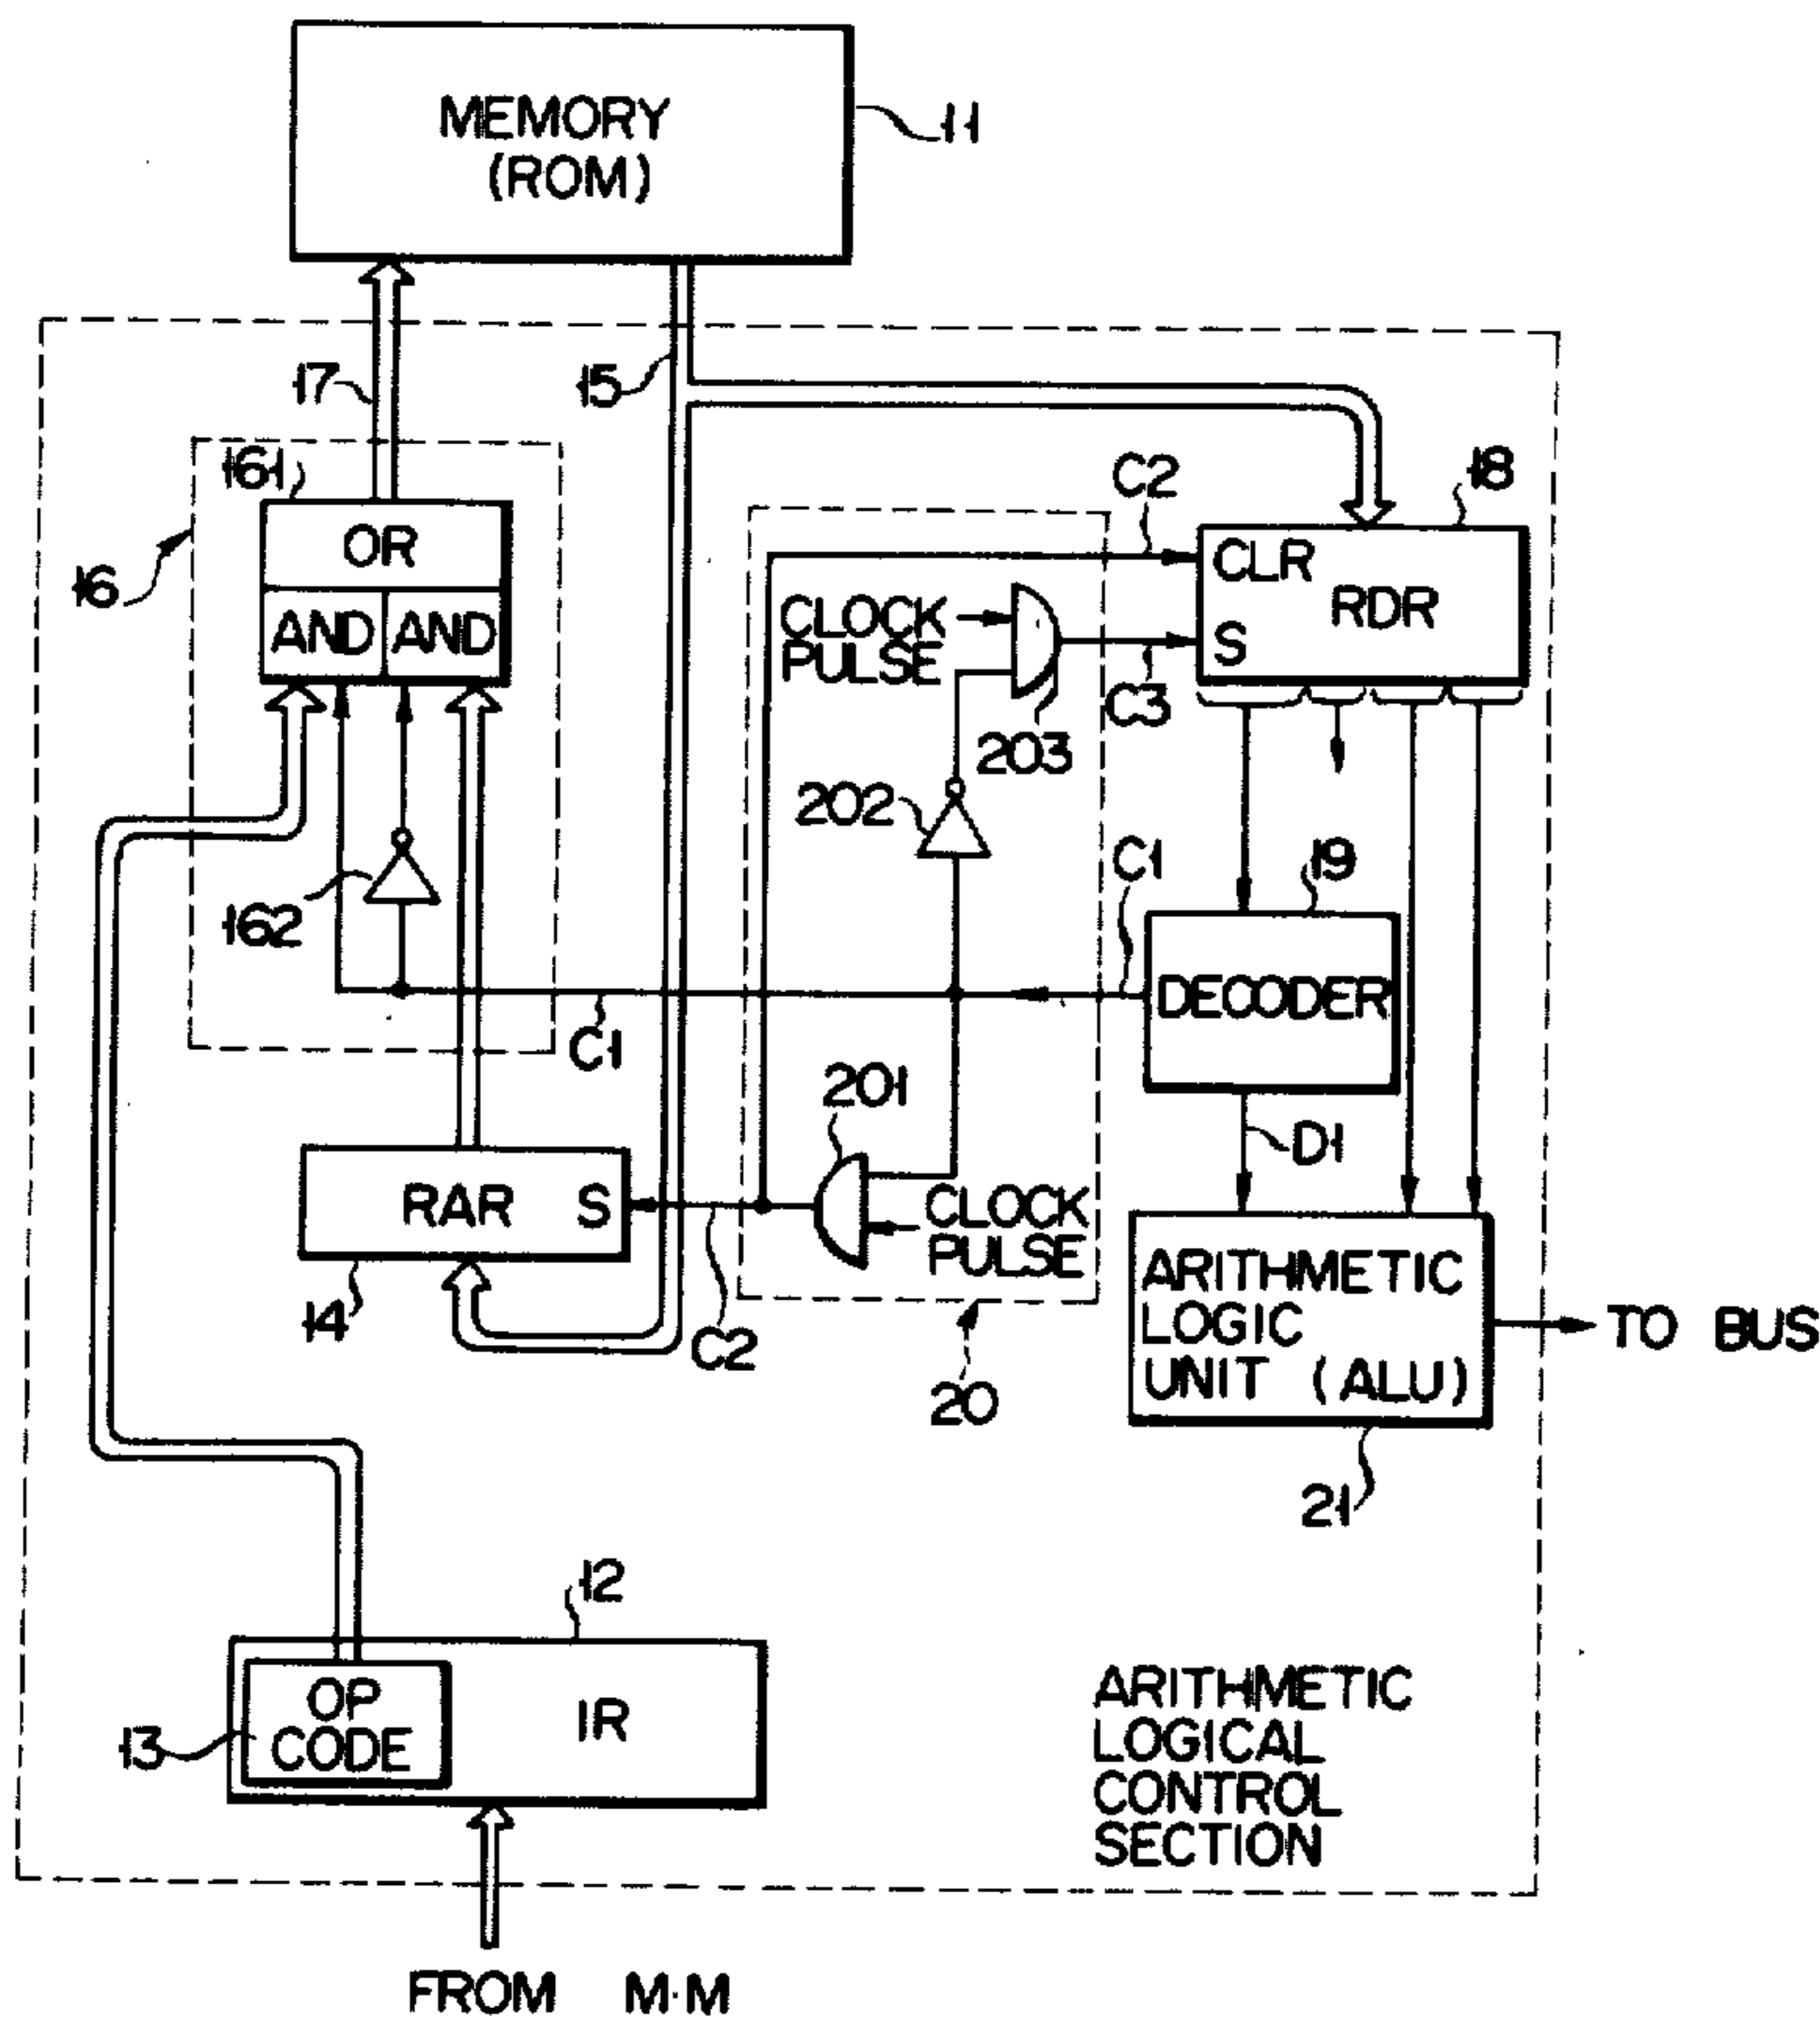 MEMORY
(ROM)
11
17
15
161
16
OR
AND AND
162
C2
18
CLR
RDR
S
CLOCK
PULSE
C3
203
202
C1
19
DECODER
C1
201
D1
RAR S
CLOCK
PULSE
14
C2
20
ARITHMETIC
LOGIC
UNIT (ALU)
TO BUS
21
12
OP
CODE
IR
13
ARITHMETIC
LOGICAL
CONTROL
SECTION
FROM M·M